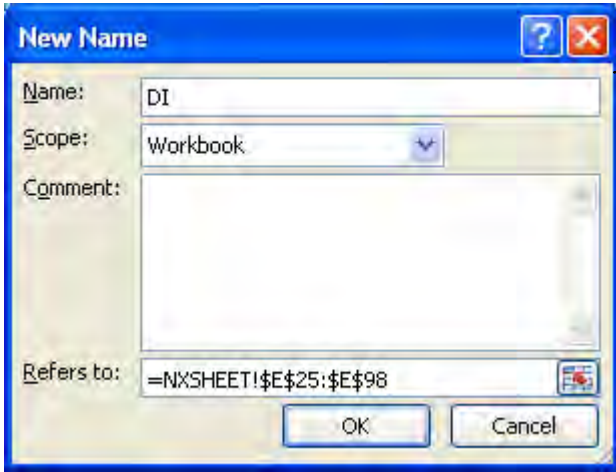 New Name
Name: DI
Scope: Workbook
Comment:
Refers to: =NXSHEET!$E$25:$E$98
OK Cancel